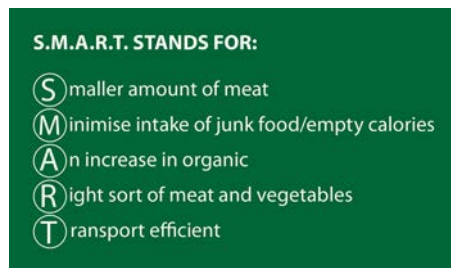 S.M.A.R.T. STANDS FOR:
Smaller amount of meat
Minimise intake of junk food/empty calories
An increase in organic
Right sort of meat and vegetables
Transport efficient